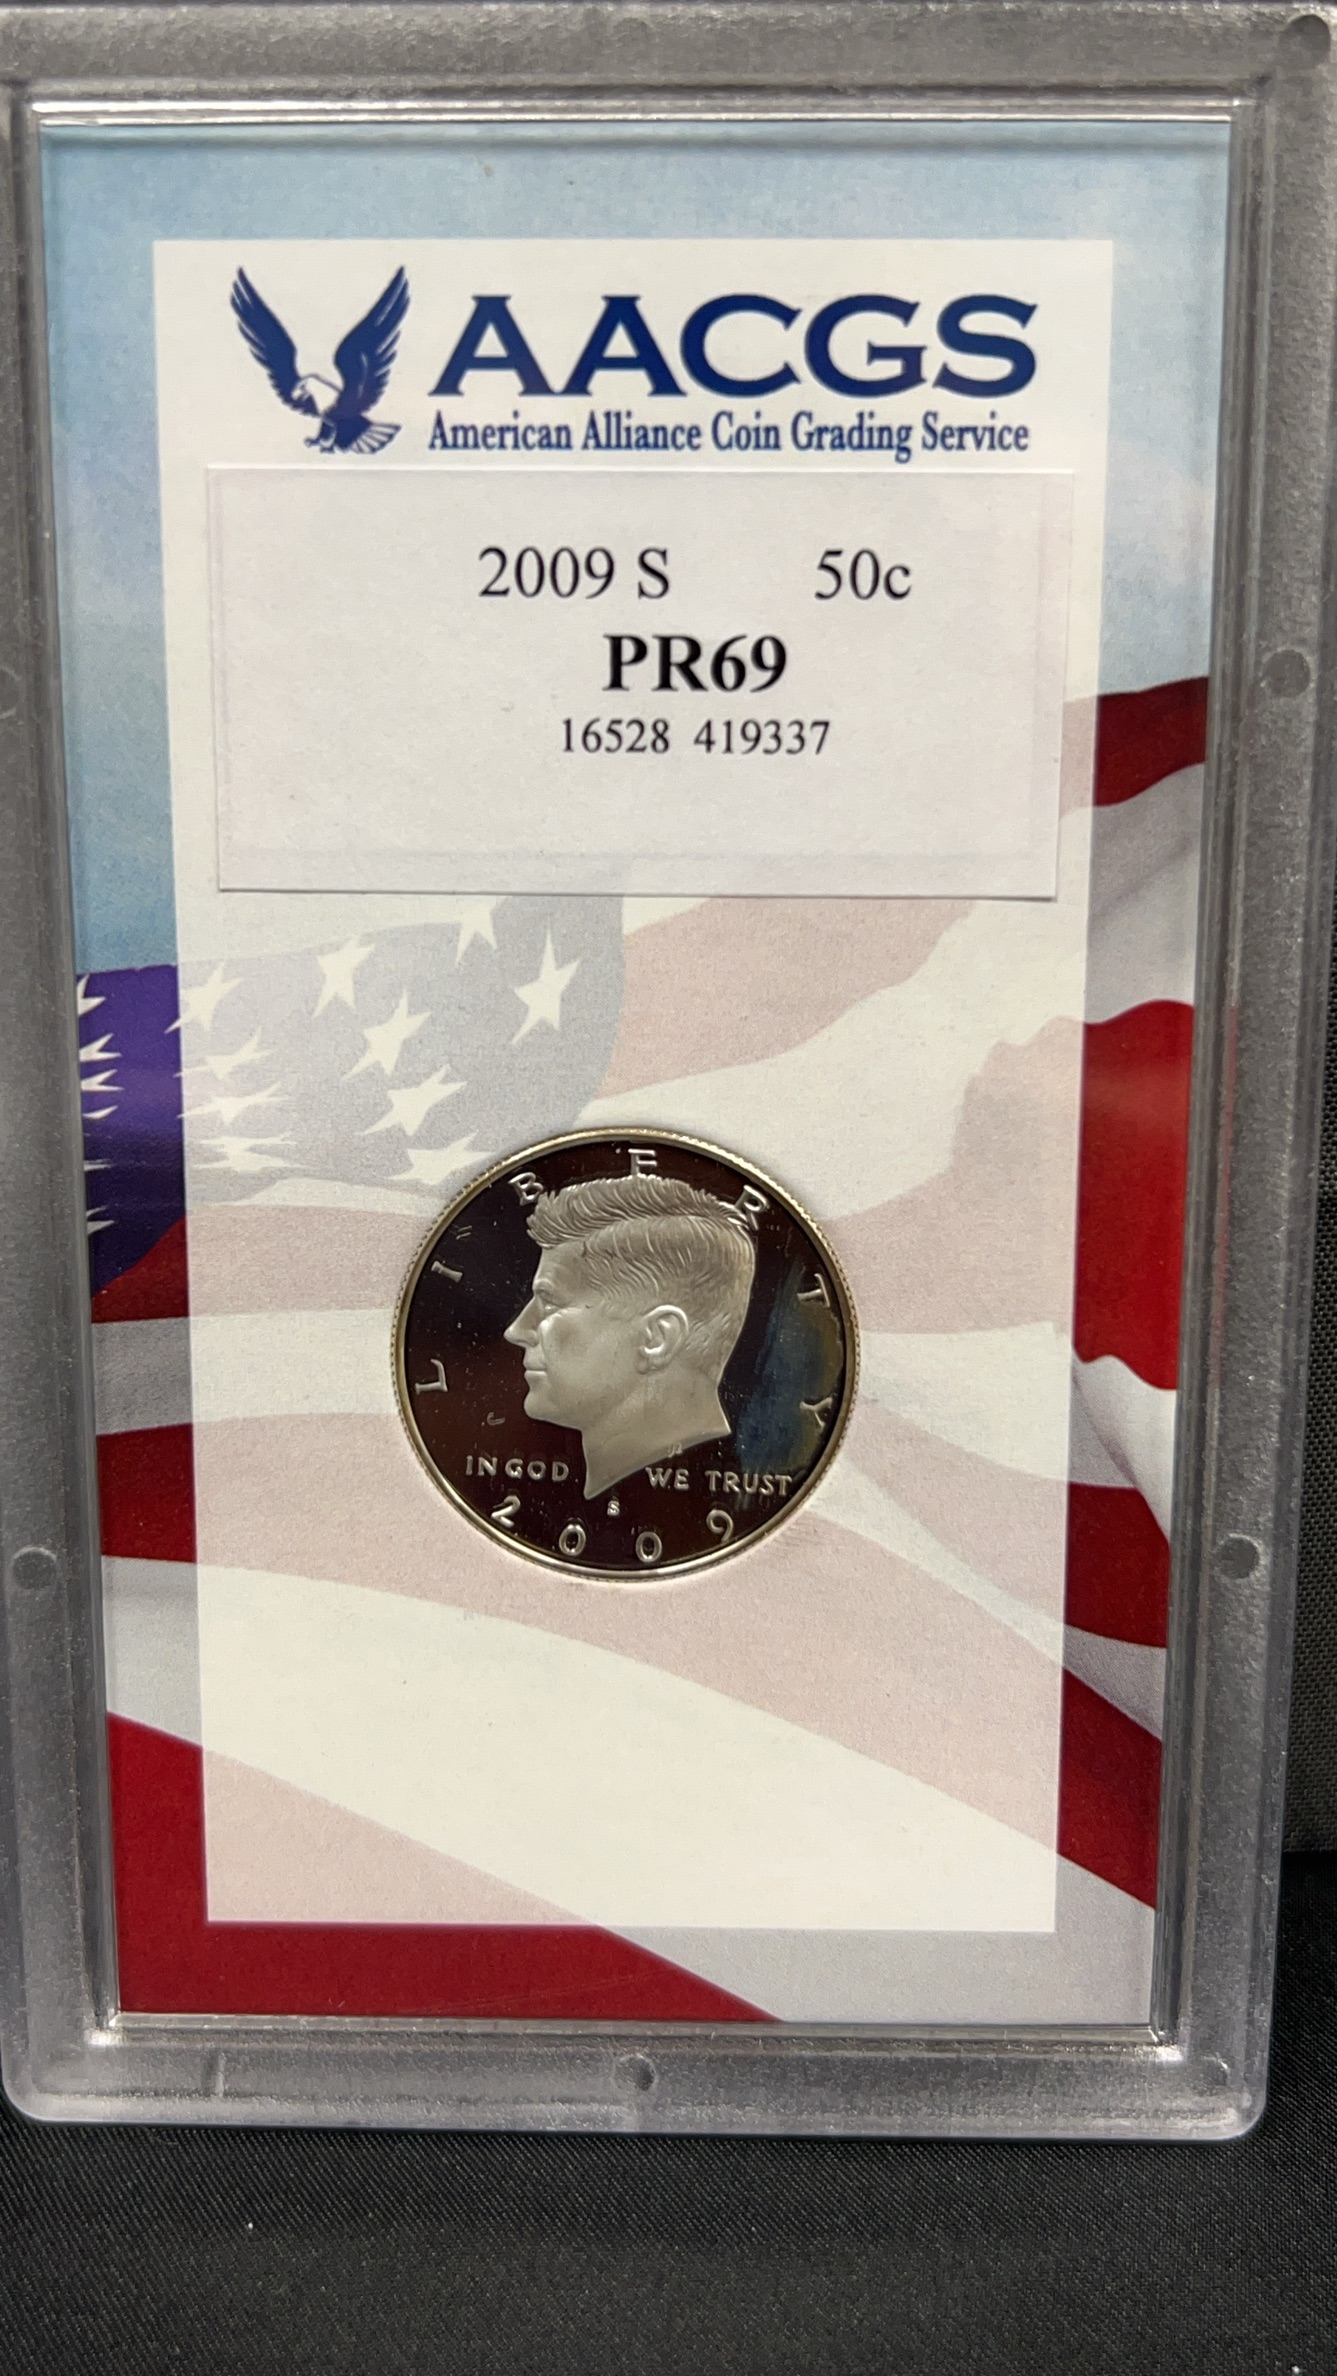 AACGS
American Alliance Coin Grading Service
2009 S 50c
PR69
16528 419337
LIBERTY
IN GOD WE TRUST
S
2009